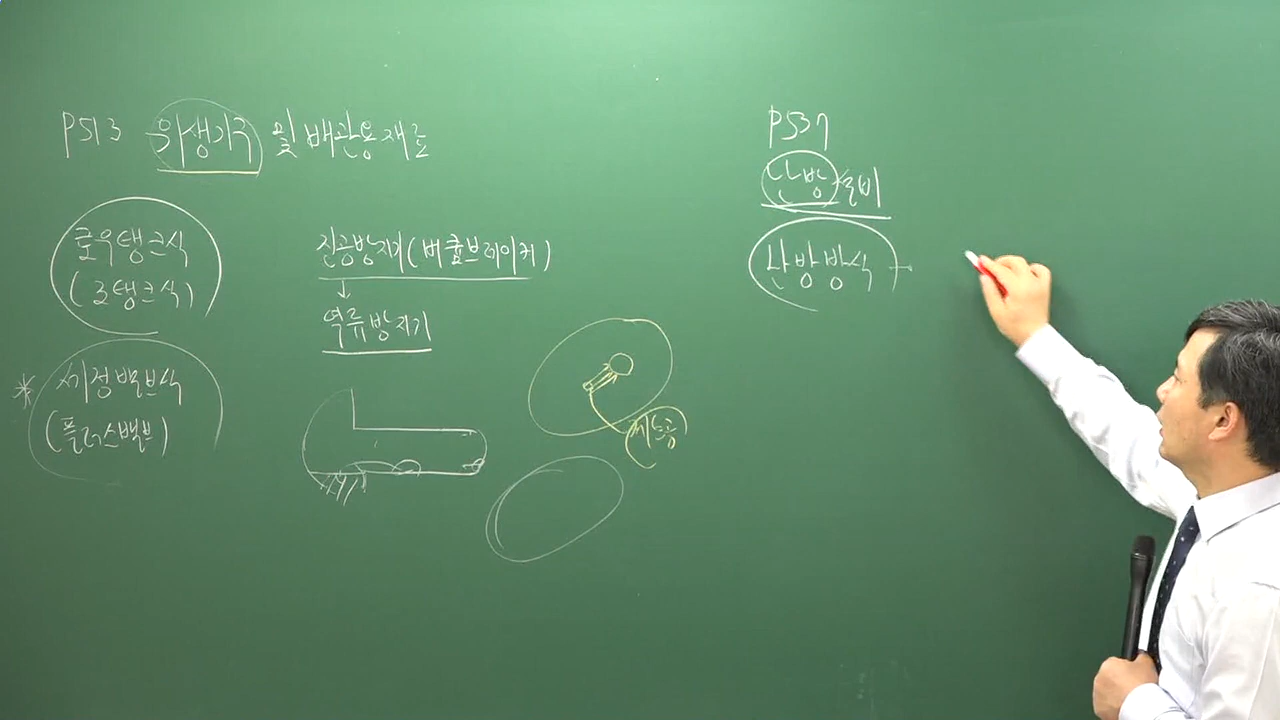 P513 위생기구 및 배관용재료
로우탱크식
(로탱크식)
세정밸브식
(플러스밸브)
진공방지기(버큠브레이커)
↓
역류방지기
P537
난방설비
난방방식